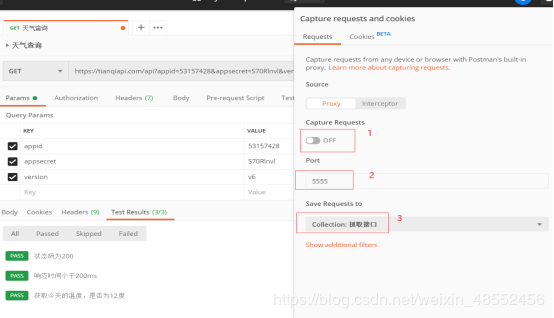 GET 天气查询
天气查询
GET https://tianqiapi.com/api?appid=53157428&appsecret=S70Rlnvl&ver
Params Authorization Headers (7) Body Pre-request Script Test
Query Params
KEY VALUE
appid 53157428
appsecret S70Rlnvl
version v6
Key Value
Body Cookies Headers (9) Test Results (3/3)
All Passed Skipped Failed
PASS 状态码为200
PASS 响应时间小于200ms
PASS 获取今天的温度，是否为12度
Capture requests and cookies
Requests Cookies BETA
Capture requests from any device or browser with Postman's built-in
proxy. Learn more about capturing requests.
Source
Proxy Interceptor
Capture Requests
1
OFF
Port
2
5555
Save Requests to
3
Collection: 抓取接口
Show additional filters
https://blog.csdn.net/weixin_48552456